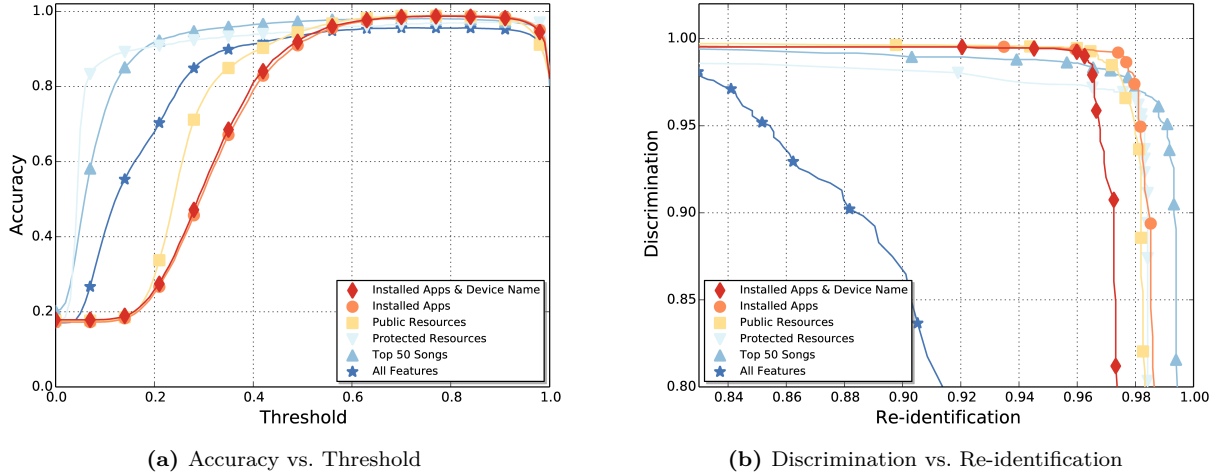 1.0
0.8
0.6
0.4
0.2
0.0
Accuracy
0.0 0.2 0.4 0.6 0.8 1.0
Threshold
Installed Apps & Device Name
Installed Apps
Public Resources
Protected Resources
Top 50 Songs
All Features
(a) Accuracy vs. Threshold
1.00
0.95
0.90
0.85
0.80
Discrimination
0.84 0.86 0.88 0.90 0.92 0.94 0.96 0.98 1.00
Re-identification
Installed Apps & Device Name
Installed Apps
Public Resources
Protected Resources
Top 50 Songs
All Features
(b) Discrimination vs. Re-identification